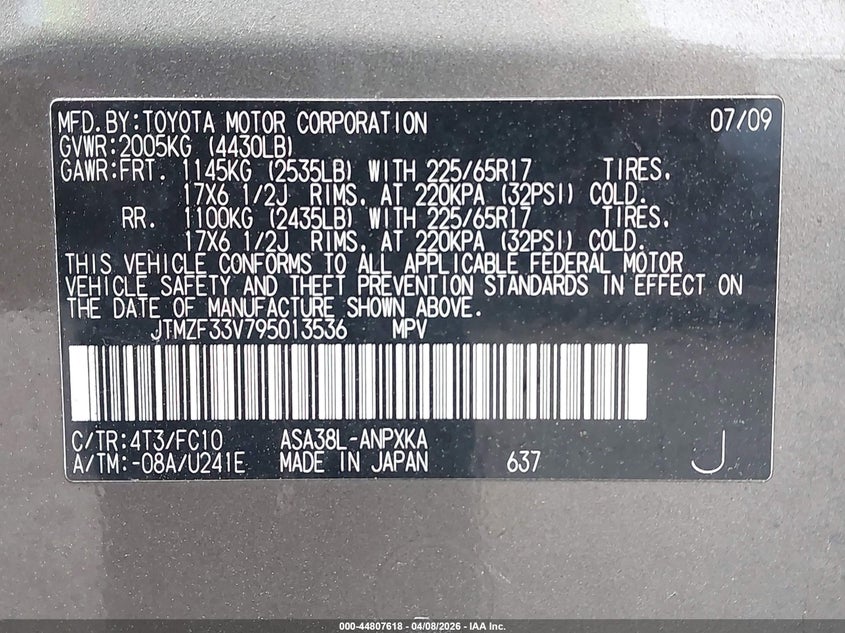 MFD.BY:TOYOTA MOTOR CORPORATION 07/09
GVWR:2005KG (4430LB)
GAWR:FRT. 1145KG (2535LB) WITH 225/65R17 TIRES.
17X6 1/2J RIMS. AT 220KPA (32PSI) COLD.
RR. 1100KG (2435LB) WITH 225/65R17 TIRES.
17X6 1/2J RIMS. AT 220KPA (32PSI) COLD.
THIS VEHICLE CONFORMS TO ALL APPLICABLE FEDERAL MOTOR
VEHICLE SAFETY AND THEFT PREVENTION STANDARDS IN EFFECT ON
THE DATE OF MANUFACTURE SHOWN ABOVE.
JTMZF33V795013536 MPV
C/TR:4T3/FC10 ASA38L-ANPXKA
A/TM:-08A/U241E MADE IN JAPAN 637 J
000-44807618 | 04/08/2026 – IAA Inc.